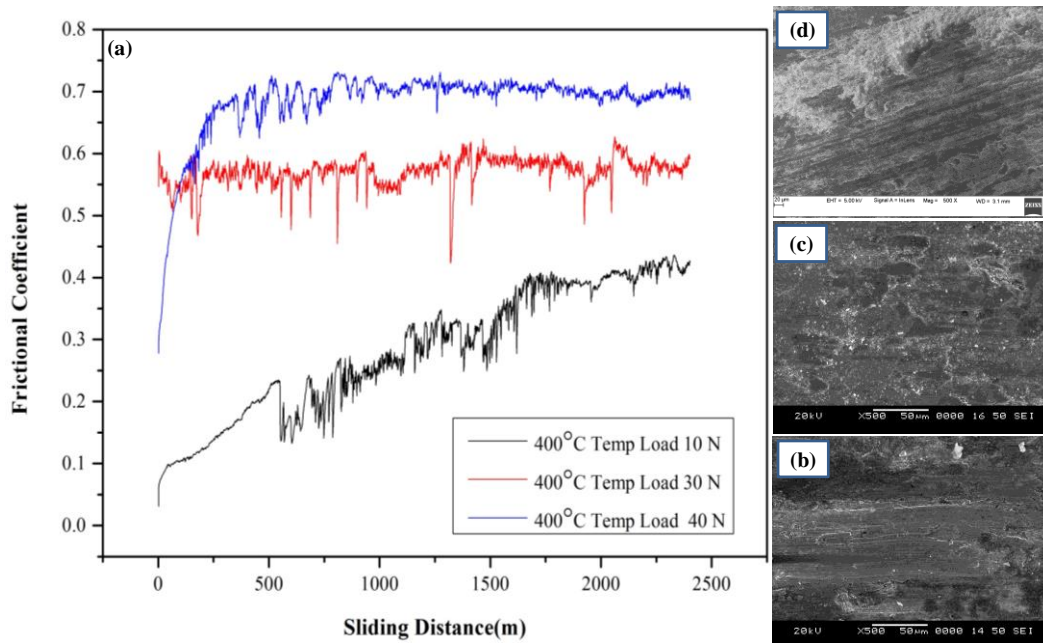 (a)
0.8
0.7
0.6
0.5
0.4
0.3
0.2
0.1
0.0
Frictional Coefficient
400°C Temp Load 10 N
400°C Temp Load 30 N
400°C Temp Load 40 N
0 500 1000 1500 2000 2500
Sliding Distance(m)
(d)
20 µm EHT = 5.00 kV Signal A = InLens Mag = 500 X WD = 3.1 mm ZEISS
(c)
20kV X500 50µm 0000 16 50 SEI
(b)
20kV X500 50µm 0000 14 50 SEI